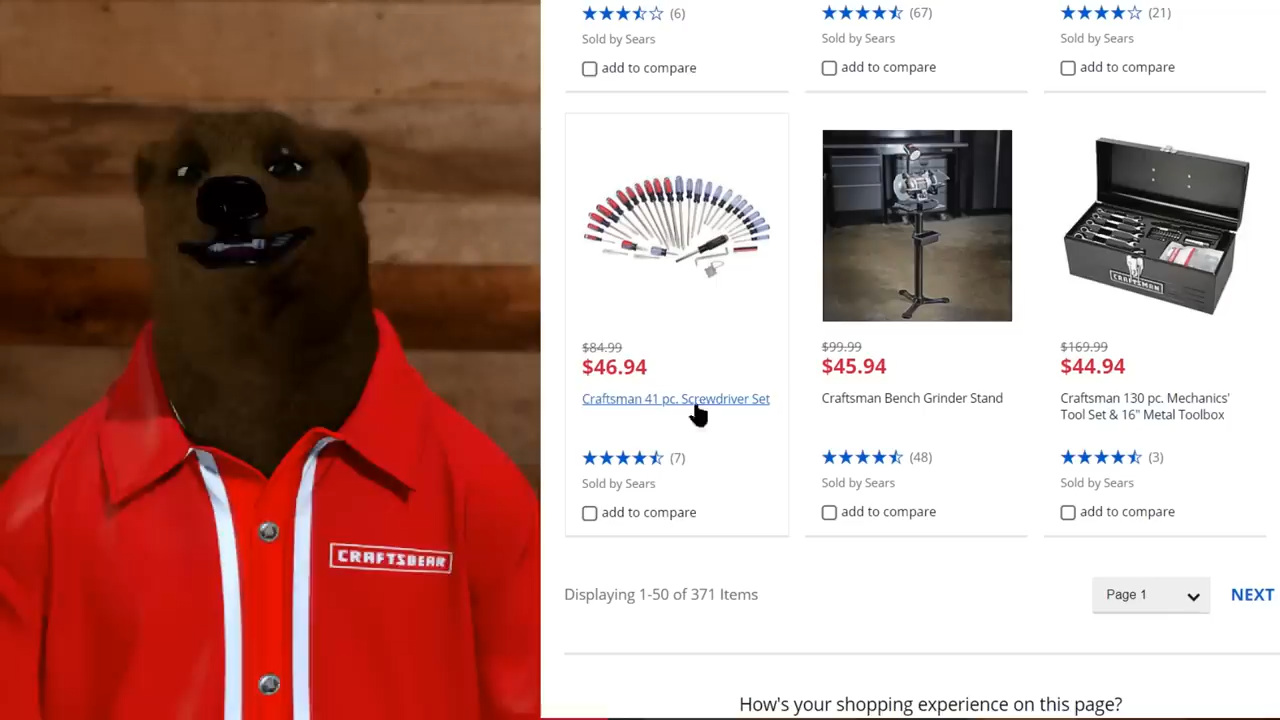 (6)
(67)
(21)
Sold by Sears
Sold by Sears
Sold by Sears
add to compare
add to compare
add to compare
CRAFTSMAN
$84.99
$46.94
Craftsman 41 pc. Screwdriver Set
(7)
Sold by Sears
add to compare
$99.99
$45.94
Craftsman Bench Grinder Stand
(48)
Sold by Sears
add to compare
$169.99
$44.94
Craftsman 130 pc. Mechanics'
Tool Set & 16" Metal Toolbox
(3)
Sold by Sears
add to compare
CRAFTSBEAR
Displaying 1-50 of 371 Items
Page 1
NEXT
How's your shopping experience on this page?